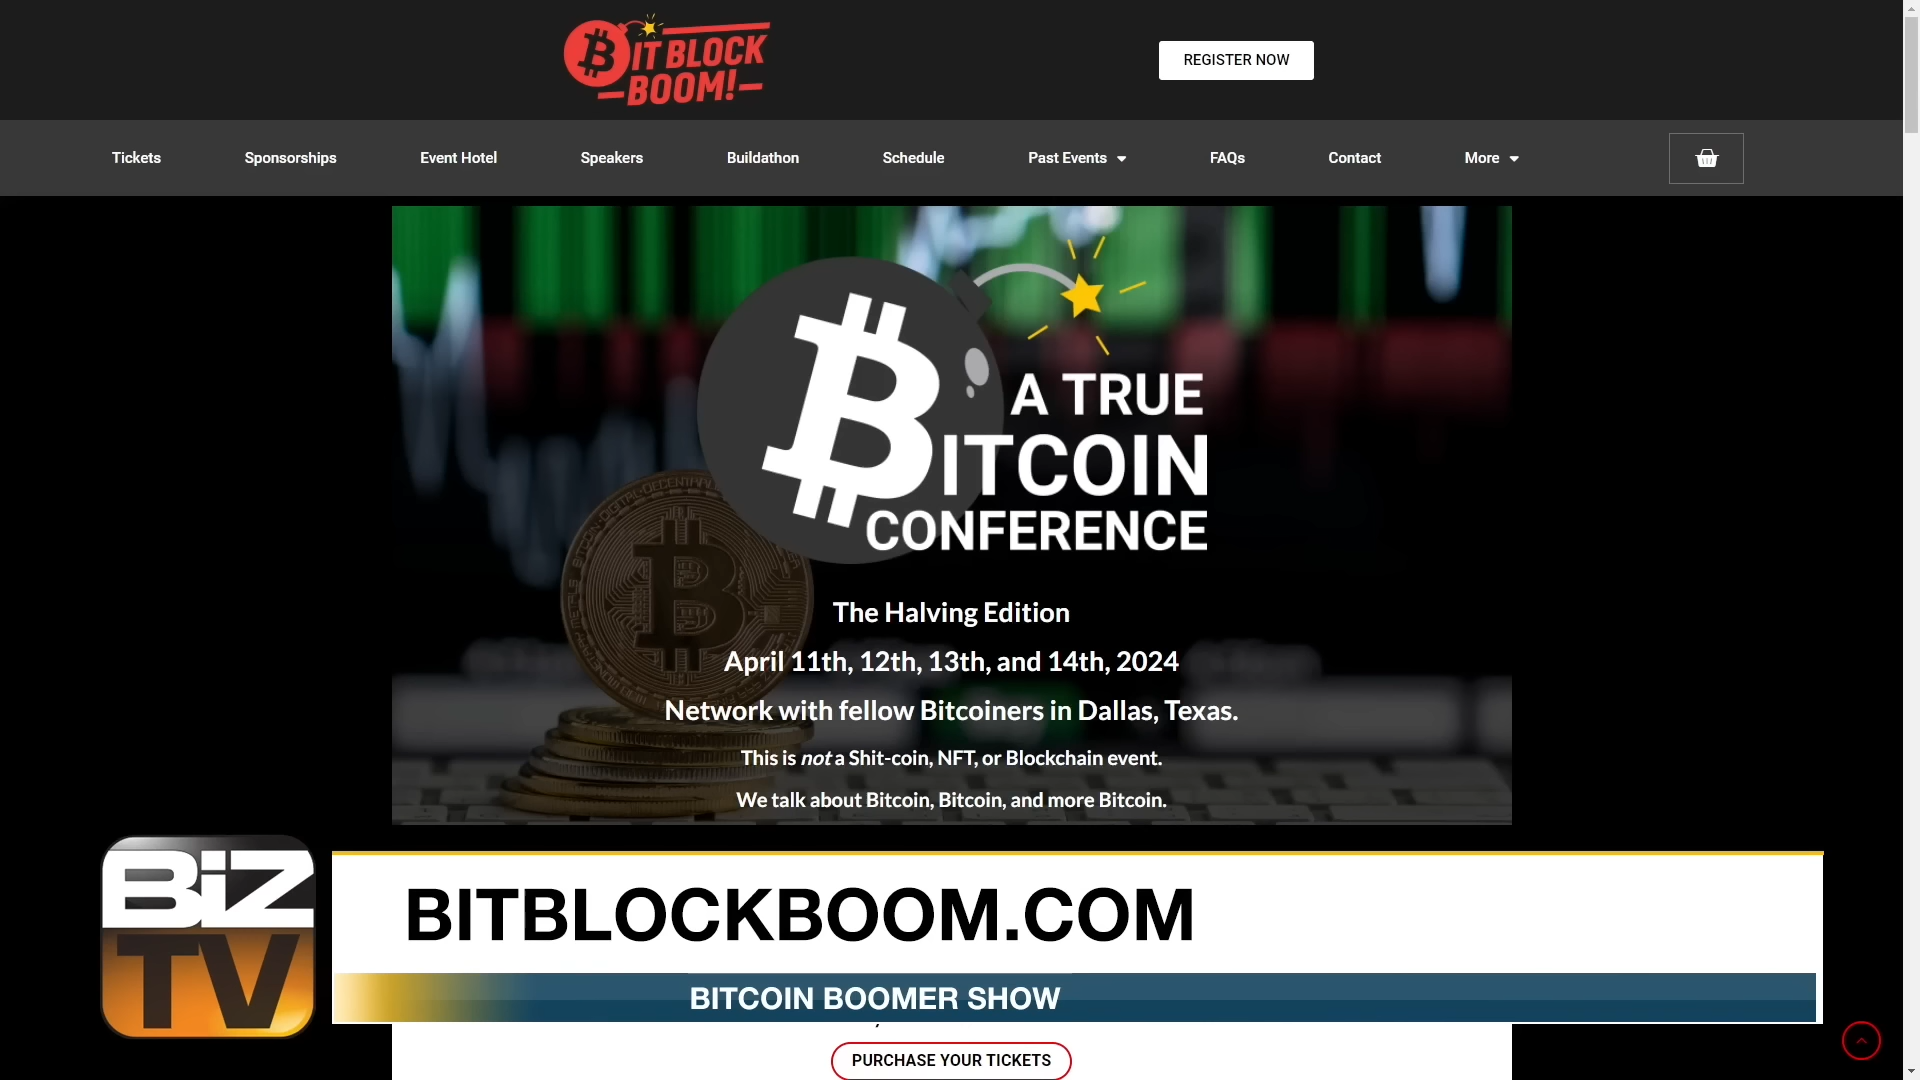 BIT BLOCK
BOOM!
REGISTER NOW
Tickets
Sponsorships
Event Hotel
Speakers
Buildathon
Schedule
Past Events
FAQs
Contact
More
A TRUE
BITCOIN
CONFERENCE
The Halving Edition
April 11th, 12th, 13th, and 14th, 2024
Network with fellow Bitcoiners in Dallas, Texas.
This is not a Shit-coin, NFT, or Blockchain event.
We talk about Bitcoin, Bitcoin, and more Bitcoin.
BiZ
TV
BITBLOCKBOOM.COM
BITCOIN BOOMER SHOW
PURCHASE YOUR TICKETS